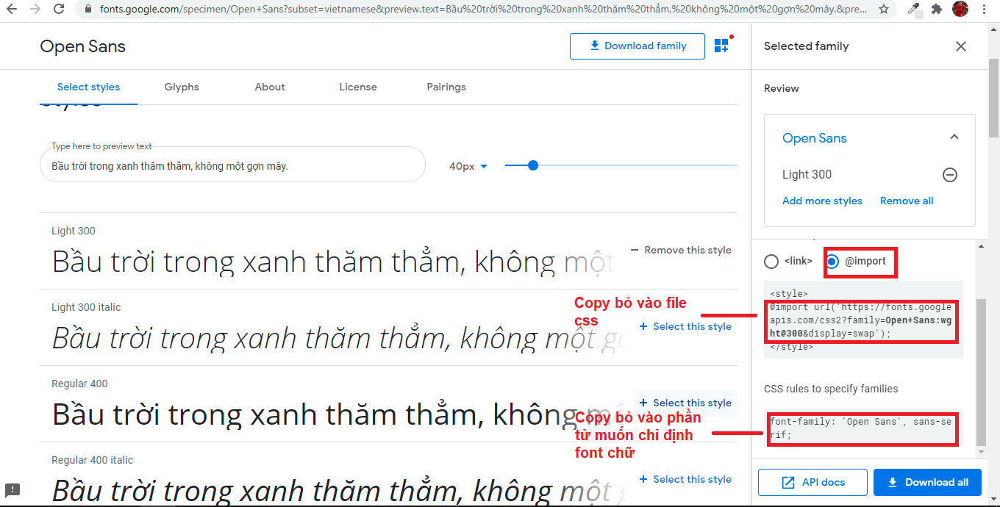 fonts.google.com/specimen/Open+Sans?subset=vietnamese&preview.text=Bầu%20trời%20trong%20xanh%20thăm%20thẳm,%20không%20một%20gợn%20mây.&pre...
Open Sans
Download family
Select styles
Glyphs
About
License
Pairings
Styles
Type here to preview text
Bầu trời trong xanh thăm thẳm, không một gợn mây.
40px
Light 300
Bầu trời trong xanh thăm thẳm, không một
Remove this style
Light 300 italic
Bầu trời trong xanh thăm thẳm, không một gợ
+ Select this style
Regular 400
Bầu trời trong xanh thăm thẳm, không m
+ Select this style
Regular 400 italic
Bầu trời trong xanh thăm thẳm, không một g
+ Select this style
Copy bỏ vào file
css
Copy bỏ vào phần
tử muốn chỉ định
font chữ
Selected family
Review
Open Sans
Light 300
Add more styles
Remove all
<link>
@import
<style>
@import url('https://fonts.google
apis.com/css2?family=Open+Sans:wg
ht@300&display=swap');
</style>
CSS rules to specify families
font-family: 'Open Sans', sans-se
rif;
API docs
Download all